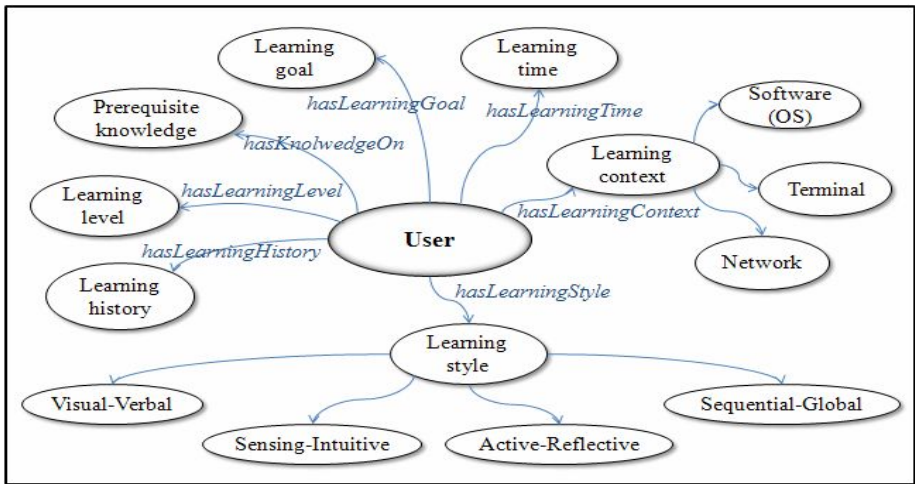 Learning
goal
Learning
time
hasLearningGoal
hasLearningTime
Software
(OS)
Prerequisite
knowledge
hasKnolwedgeOn
Learning
context
Terminal
Learning
level
hasLearningLevel
hasLearningContext
User
hasLearningHistory
Network
Learning
history
hasLearningStyle
Learning
style
Visual-Verbal
Sequential-Global
Sensing-Intuitive
Active-Reflective